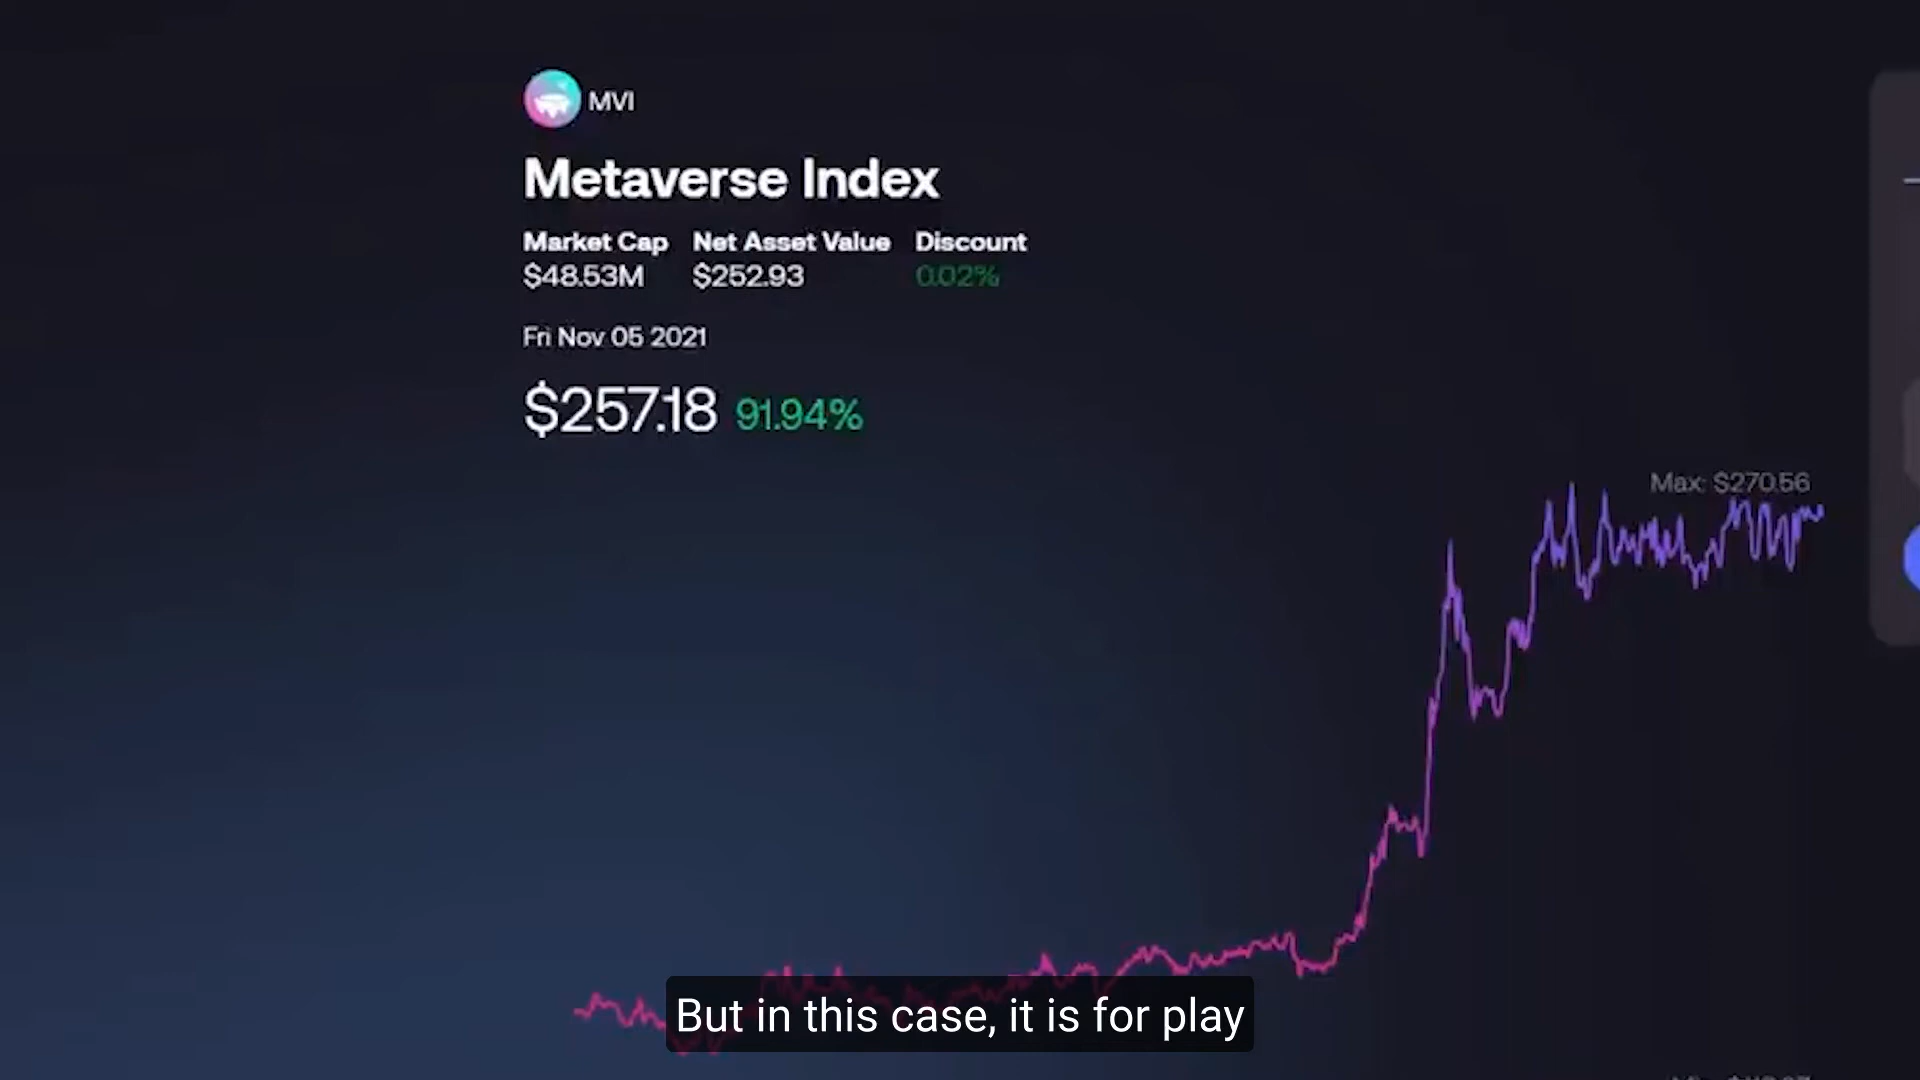 MVI
Metaverse Index
Market Cap Net Asset Value Discount
$48.53M $252.93 0.02%
Fri Nov 05 2021
$257.18 91.94%
Max: $270.56
But in this case, it is for play